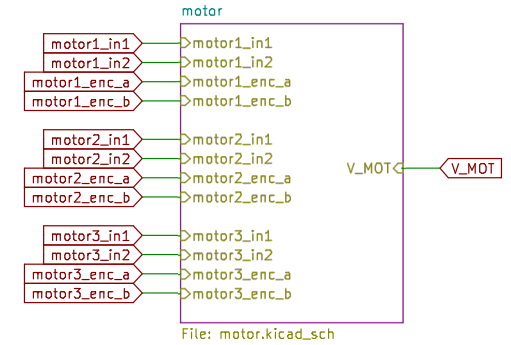 motor
motor1_in1 motor1_in1
motor1_in2 motor1_in2
motor1_enc_a motor1_enc_a
motor1_enc_b motor1_enc_b
motor2_in1 motor2_in1
motor2_in2 motor2_in2
V_MOT V_MOT
motor2_enc_a motor2_enc_a
motor2_enc_b motor2_enc_b
motor3_in1 motor3_in1
motor3_in2 motor3_in2
motor3_enc_a motor3_enc_a
motor3_enc_b motor3_enc_b
File: motor.kicad_sch